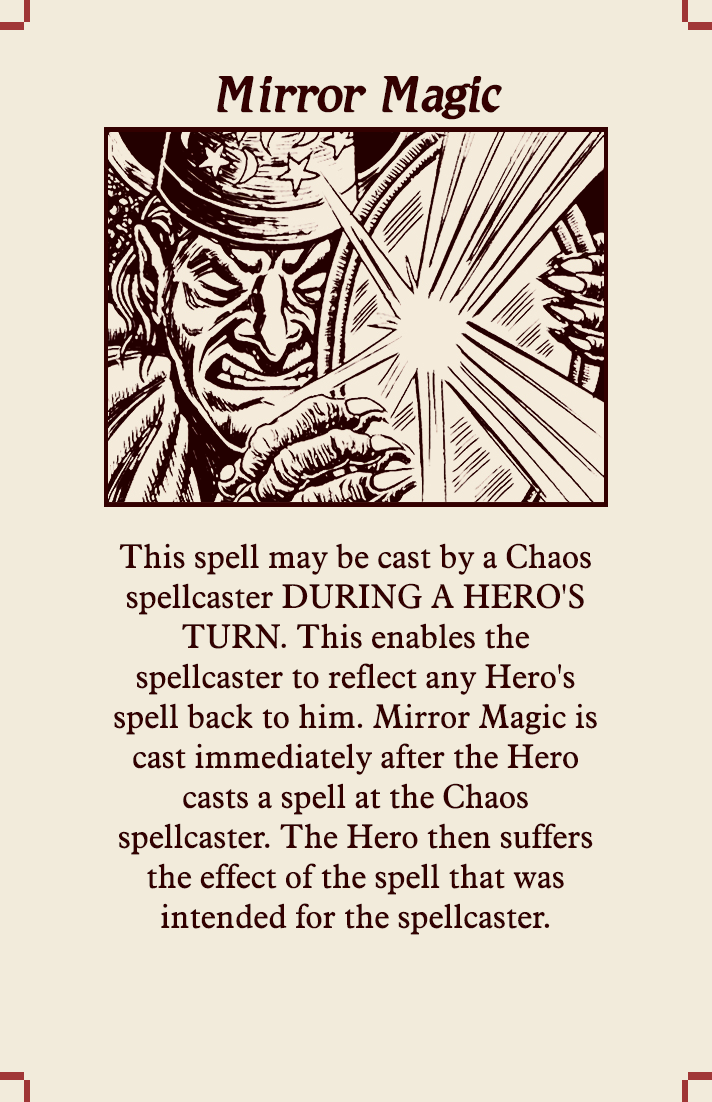 Mirror Magic
This spell may be cast by a Chaos
spellcaster DURING A HERO'S
TURN. This enables the
spellcaster to reflect any Hero's
spell back to him. Mirror Magic is
cast immediately after the Hero
casts a spell at the Chaos
spellcaster. The Hero then suffers
the effect of the spell that was
intended for the spellcaster.